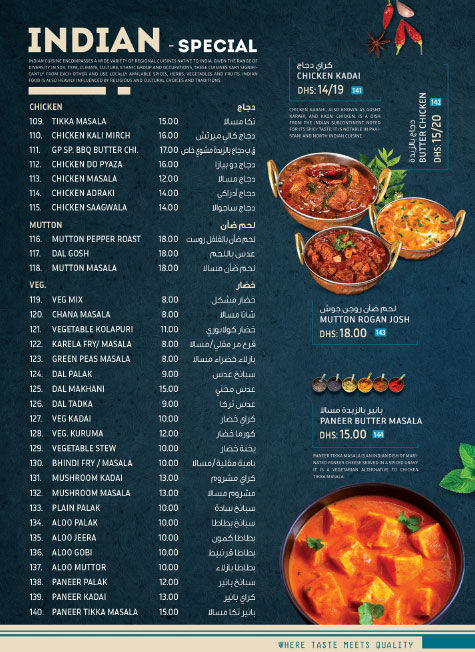 INDIAN - SPECIAL
INDIAN CUISINE ENCOMPASSES A WIDE VARIETY OF REGIONAL CUISINES NATIVE TO INDIA. GIVEN THE RANGE OF
DIVERSITY IN SOIL TYPE, CLIMATE, CULTURE, ETHNIC GROUP AND OCCUPATIONS, THESE CUISINES VARY SIGNIFI-
CANTLY FROM EACH OTHER AND USE LOCALLY AVAILABLE SPICES, HERBS, VEGETABLES AND FRUITS. INDIAN
FOOD IS ALSO HEAVILY INFLUENCED BY RELIGIOUS AND CULTURAL CHOICES AND TRADITIONS.
CHICKEN دجاج
109. TIKKA MASALA 15.00 تكا مسالا
110. CHICKEN KALI MIRCH 16.00 دجاج كالي ميرتش
111. GP SP. BBQ BUTTER CHI. 17.00 دجاج بالزبدة مشوي خاص
112. CHICKEN DO PYAZA 16.00 دجاج دو بيازا
113. CHICKEN MASALA 12.00 دجاج مسالا
114. CHICKEN ADRAKI 14.00 دجاج أدراكي
115. CHICKEN SAAGWALA 14.00 دجاج ساجوالا
MUTTON لحم ضأن
116. MUTTON PEPPER ROAST 18.00 لحم ضأن بالفلفل روست
117. DAL GOSH 18.00 عدس باللحم
118. MUTTON MASALA 18.00 لحم ضأن مسالا
VEG. خضار
119. VEG MIX 8.00 خضار مشكل
120. CHANA MASALA 8.00 شانا مسالا
121. VEGETABLE KOLAPURI 11.00 خضار كولابوري
122. KARELA FRY/ MASALA 8.00 قرع مر مقلي/مسالا
123. GREEN PEAS MASALA 8.00 بازلاء خضراء مسالا
124. DAL PALAK 9.00 سبانخ عدس
125. DAL MAKHANI 15.00 عدس مخني
126. DAL TADKA 9.00 عدس تركا
127. VEG KADAI 10.00 كراي خضار
128. VEG. KURUMA 12.00 كورما خضار
129. VEGETABLE STEW 10.00 يخنة خضار
130. BHINDI FRY / MASALA 10.00 بامية مقلية/مسالا
131. MUSHROOM KADAI 13.00 كراي مشروم
132. MUSHROOM MASALA 13.00 مشروم مسالا
133. PLAIN PALAK 10.00 سبانخ سادة
134. ALOO PALAK 10.00 سبانخ بطاطا
135. ALOO JEERA 10.00 بطاطا كمون
136. ALOO GOBI 10.00 بطاطا قرنبيط
137. ALOO MUTTOR 10.00 بطاطا بازلاء
138. PANEER PALAK 12.00 سبانخ بانير
139. PANEER KADAI 13.00 كراي بانير
140. PANEER TIKKA MASALA 15.00 بانير تكا مسالا
كراي دجاج
CHICKEN KADAI
DHS: 14/19 141
CHICKEN KARAHI, ALSO KNOWN AS GOSHT
KARAHI, AND KADAI CHICKEN, IS A DISH
FROM THE INDIAN SUBCONTINENT NOTED
FOR ITS SPICY TASTE; IT IS NOTABLE IN PAKI-
STANI AND NORTH INDIAN CUISINE.
دجاج بالزبدة
BUTTER CHICKEN
DHS: 15/20 142
لحم ضأن روجن جوش
MUTTON ROGAN JOSH
DHS: 18.00 143
بانير بالزبدة مسالا
PANEER BUTTER MASALA
DHS: 15.00 144
PANEER TIKKA MASALA IS AN INDIAN DISH OF MARI-
NATED PANEER CHEESE SERVED IN A SPICED GRAVY.
IT IS A VEGETARIAN ALTERNATIVE TO CHICKEN
TIKKA MASALA.
WHERE TASTE MEETS QUALITY